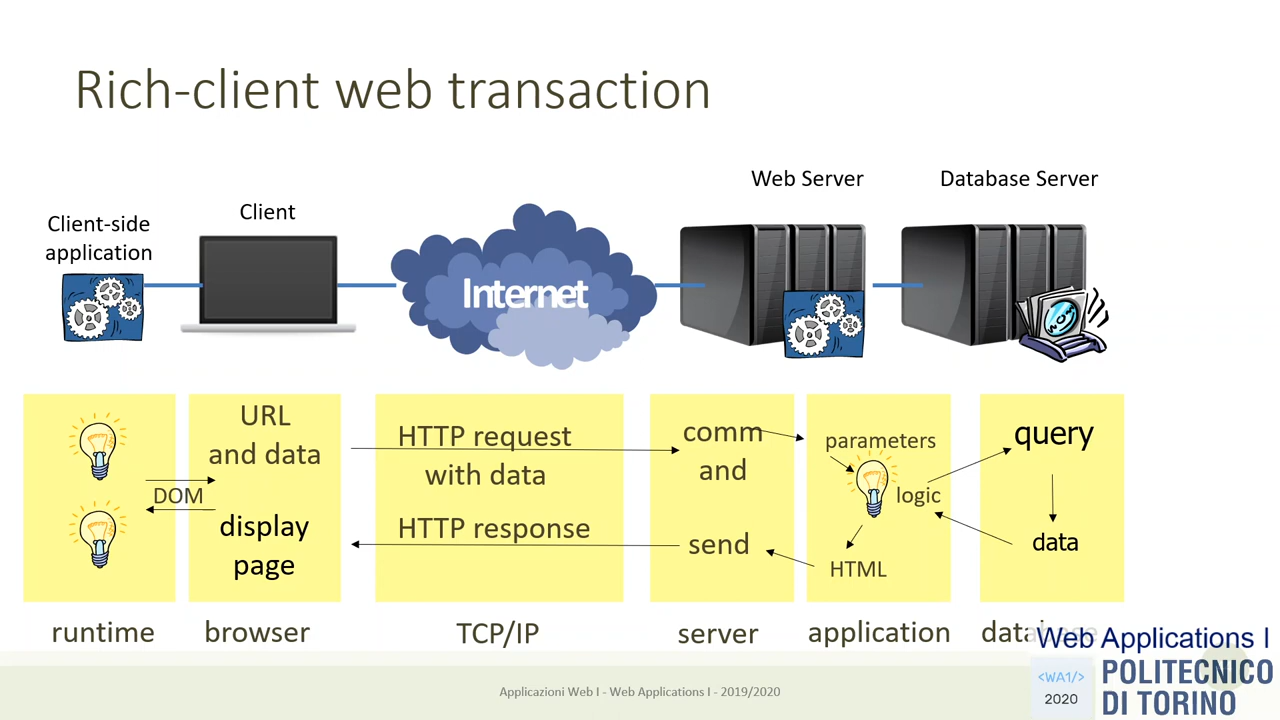 Rich-client web transaction
Web Server
Database Server
Client
Client-side
application
Internet
URL
and data
HTTP request
with data
comm
and
parameters
query
DOM
logic
display
page
HTTP response
send
data
HTML
runtime
browser
TCP/IP
server
application
database
Web Applications I
Applicazioni Web I - Web Applications I - 2019/2020
<WA1/>
2020
POLITECNICO
DI TORINO